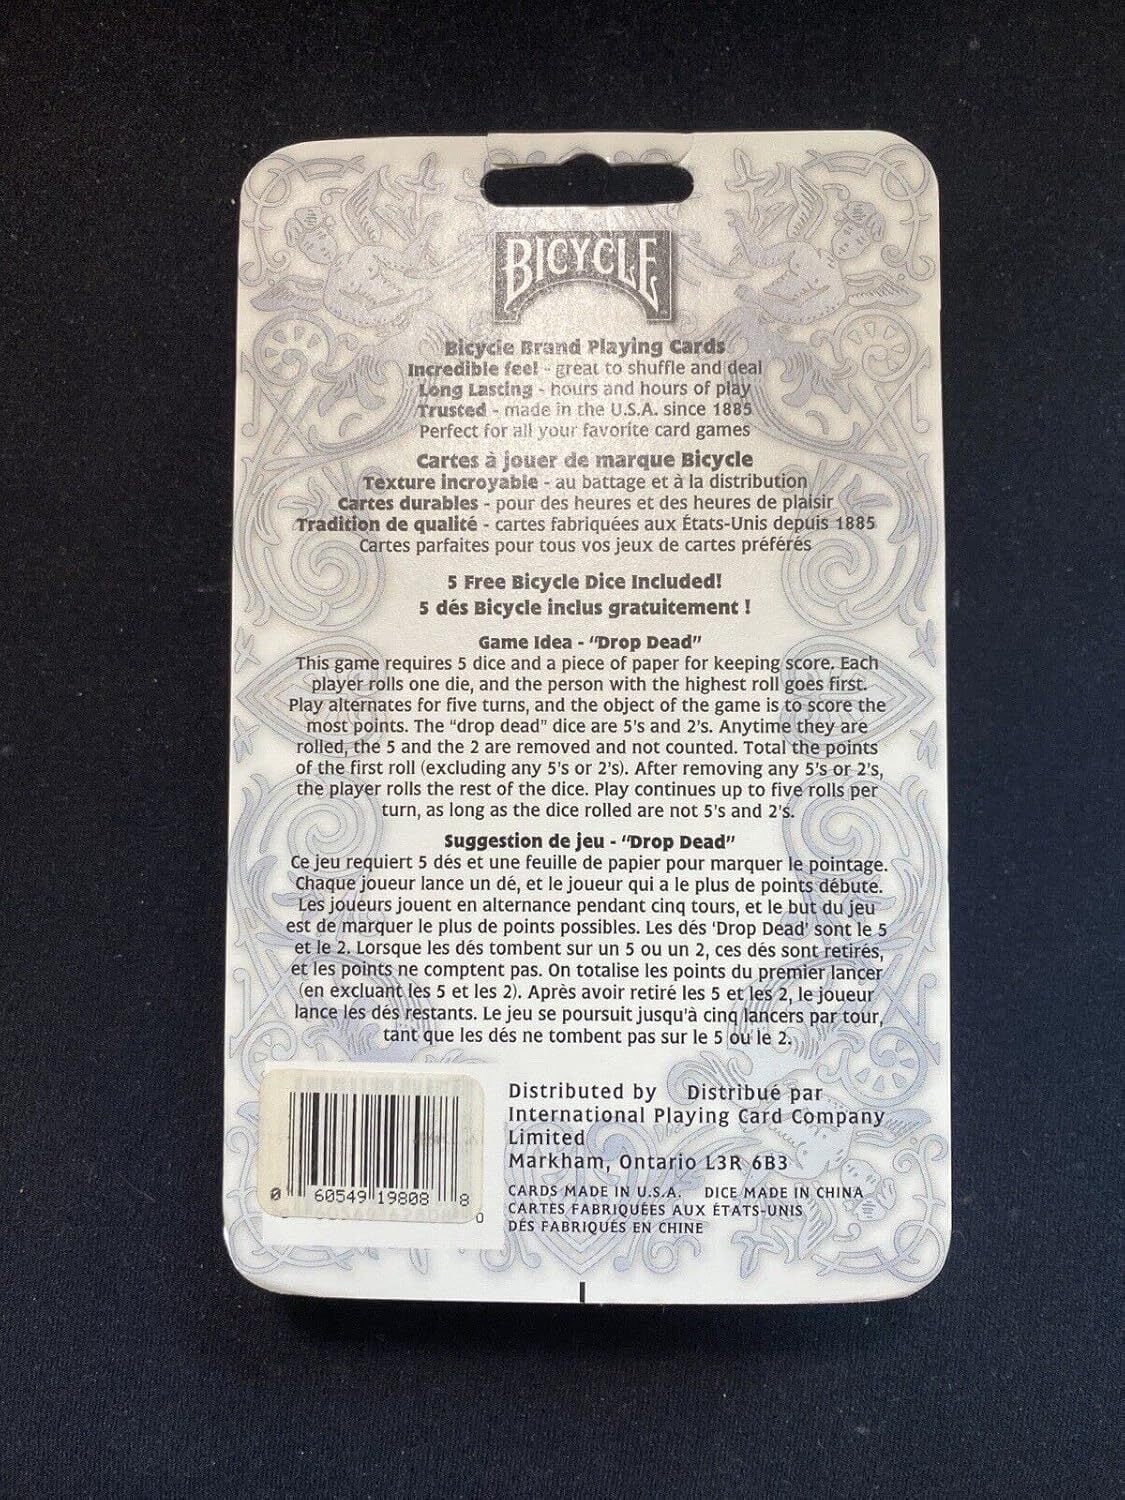 BICYCLE
Bicycle Brand Playing Cards
Incredible feel - great to shuffle and deal
Long Lasting - hours and hours of play
Trusted - made in the U.S.A. since 1885
Perfect for all your favorite card games
Cartes à jouer de marque Bicycle
Texture incroyable - au battage et à la distribution
Cartes durables - pour des heures et des heures de plaisir
Tradition de qualité - cartes fabriquées aux États-Unis depuis 1885
Cartes parfaites pour tous vos jeux de cartes préférés
5 Free Bicycle Dice Included!
5 dés Bicycle inclus gratuitement !
Game Idea - “Drop Dead”
This game requires 5 dice and a piece of paper for keeping score. Each
player rolls one die, and the person with the highest roll goes first.
Play alternates for five turns, and the object of the game is to score the
most points. The “drop dead” dice are 5's and 2's. Anytime they are
rolled, the 5 and the 2 are removed and not counted. Total the points
of the first roll (excluding any 5's or 2's). After removing any 5's or 2's,
the player rolls the rest of the dice. Play continues up to five rolls per
turn, as long as the dice rolled are not 5's and 2's.
Suggestion de jeu - “Drop Dead”
Ce jeu requiert 5 dés et une feuille de papier pour marquer le pointage.
Chaque joueur lance un dé, et le joueur qui a le plus de points débute.
Les joueurs jouent en alternance pendant cinq tours, et le but du jeu
est de marquer le plus de points possibles. Les dés 'Drop Dead' sont le 5
et le 2. Lorsque les dés tombent sur un 5 ou un 2, ces dés sont retirés,
et les points ne comptent pas. On totalise les points du premier lancer
(en excluant les 5 et les 2). Après avoir retiré les 5 et les 2, le joueur
lance les dés restants. Le jeu se poursuit jusqu'à cinq lancers par tour,
tant que les dés ne tombent pas sur le 5 ou le 2.
Distributed by Distribué par
International Playing Card Company
Limited
Markham, Ontario L3R 6B3
CARDS MADE IN U.S.A. DICE MADE IN CHINA
CARTES FABRIQUÉES AUX ÉTATS-UNIS
DÉS FABRIQUÉS EN CHINE
0 60549 19808 8
0